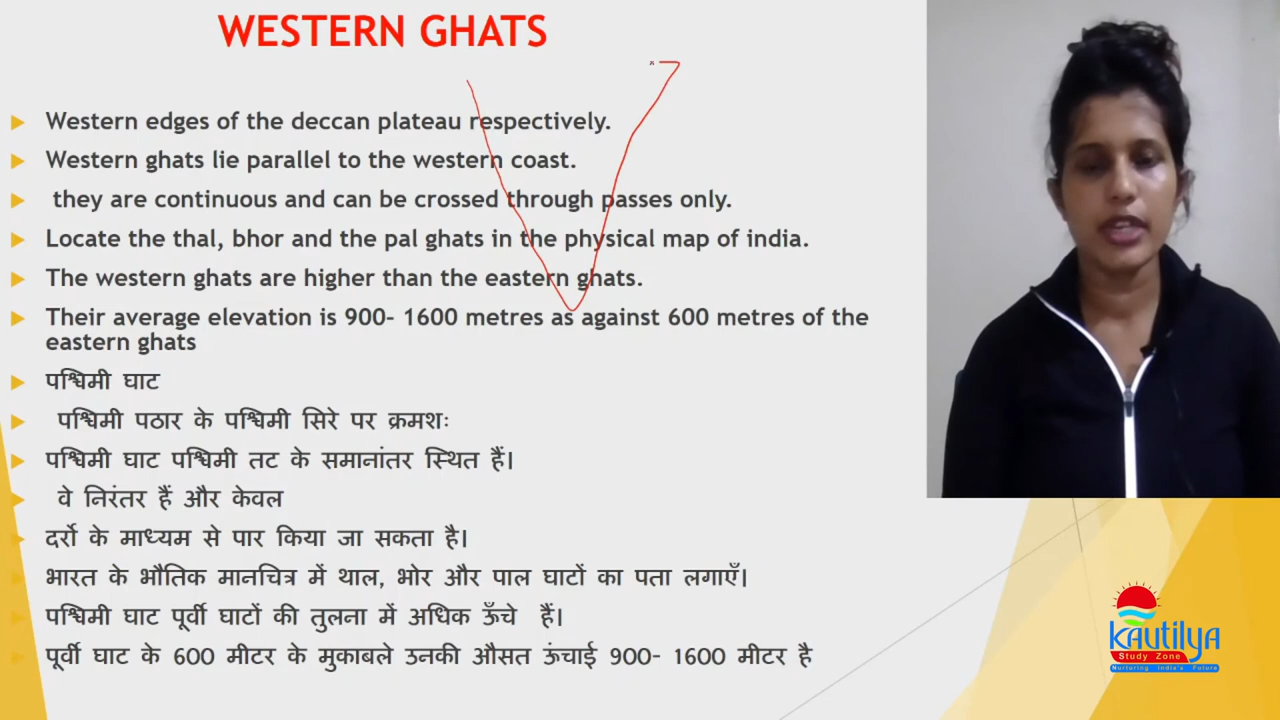 WESTERN GHATS
Western edges of the deccan plateau respectively.
Western ghats lie parallel to the western coast.
they are continuous and can be crossed through passes only.
Locate the thal, bhor and the pal ghats in the physical map of india.
The western ghats are higher than the eastern ghats.
Their average elevation is 900- 1600 metres as against 600 metres of the
eastern ghats
पश्चिमी घाट
पश्चिमी पठार के पश्चिमी सिरे पर क्रमशः
पश्चिमी घाट पश्चिमी तट के समानांतर स्थित हैं।
वे निरंतर हैं और केवल
दर्रो के माध्यम से पार किया जा सकता है।
भारत के भौतिक मानचित्र में थाल, भोर और पाल घाटों का पता लगाएँ।
पश्चिमी घाट पूर्वी घाटों की तुलना में अधिक ऊँचे हैं।
पूर्वी घाट के 600 मीटर के मुकाबले उनकी औसत ऊंचाई 900- 1600 मीटर है
Kautilya
Study Zone
Nurturing India's Future